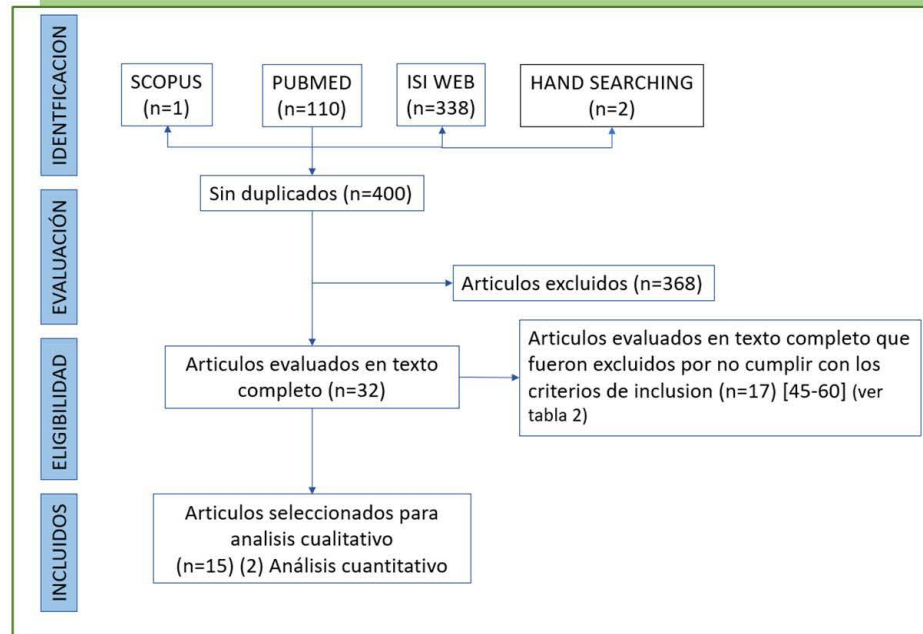 IDENTFICACION
SCOPUS
(n=1)
PUBMED
(n=110)
ISI WEB
(n=338)
HAND SEARCHING
(n=2)
Sin duplicados (n=400)
EVALUACIÓN
Articulos excluidos (n=368)
ELIGIBILIDAD
Articulos evaluados en texto
completo (n=32)
Articulos evaluados en texto completo que
fueron excluidos por no cumplir con los
criterios de inclusion (n=17) [45-60] (ver
tabla 2)
INCLUIDOS
Articulos seleccionados para
analisis cualitativo
(n=15) (2) Análisis cuantitativo